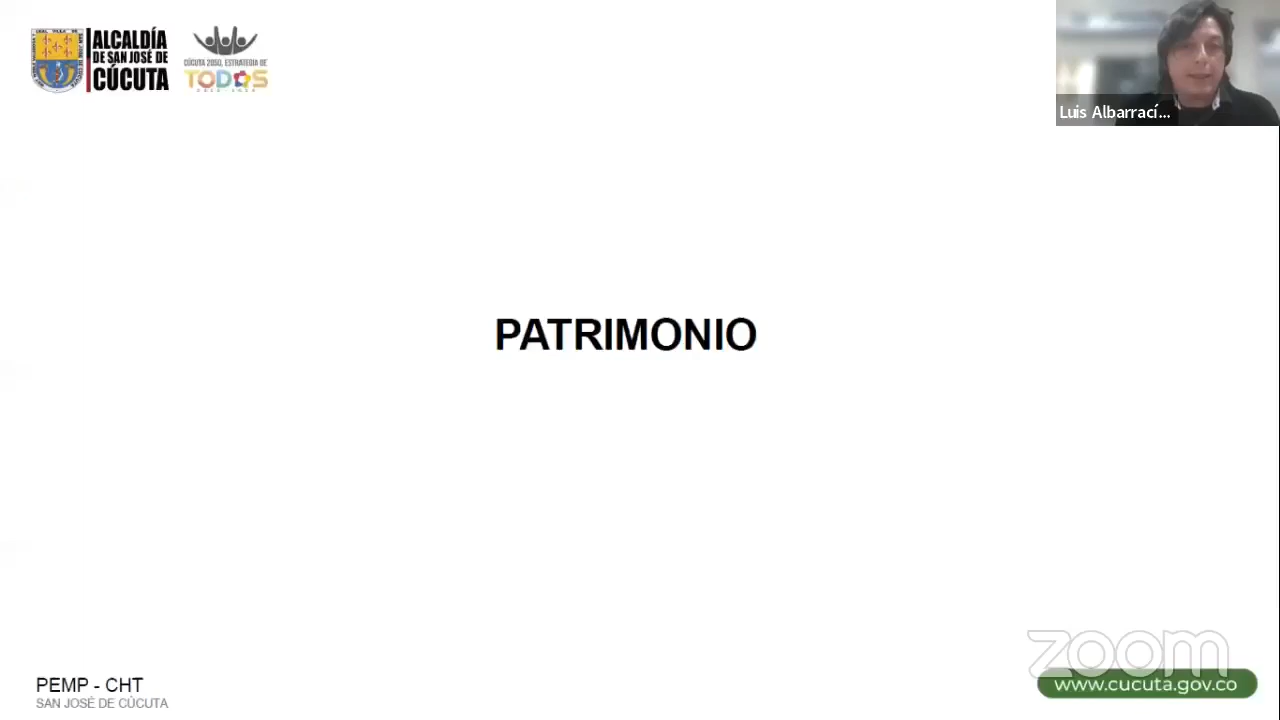 ALCALDÍA
DE SAN JOSÉ DE
CÚCUTA
CÚCUTA 2050, ESTRATEGIA DE
TODOS
Luis Albarrací...
PATRIMONIO
zoom
www.cucuta.gov.co
PEMP - CHT
SAN JOSÉ DE CÚCUTA